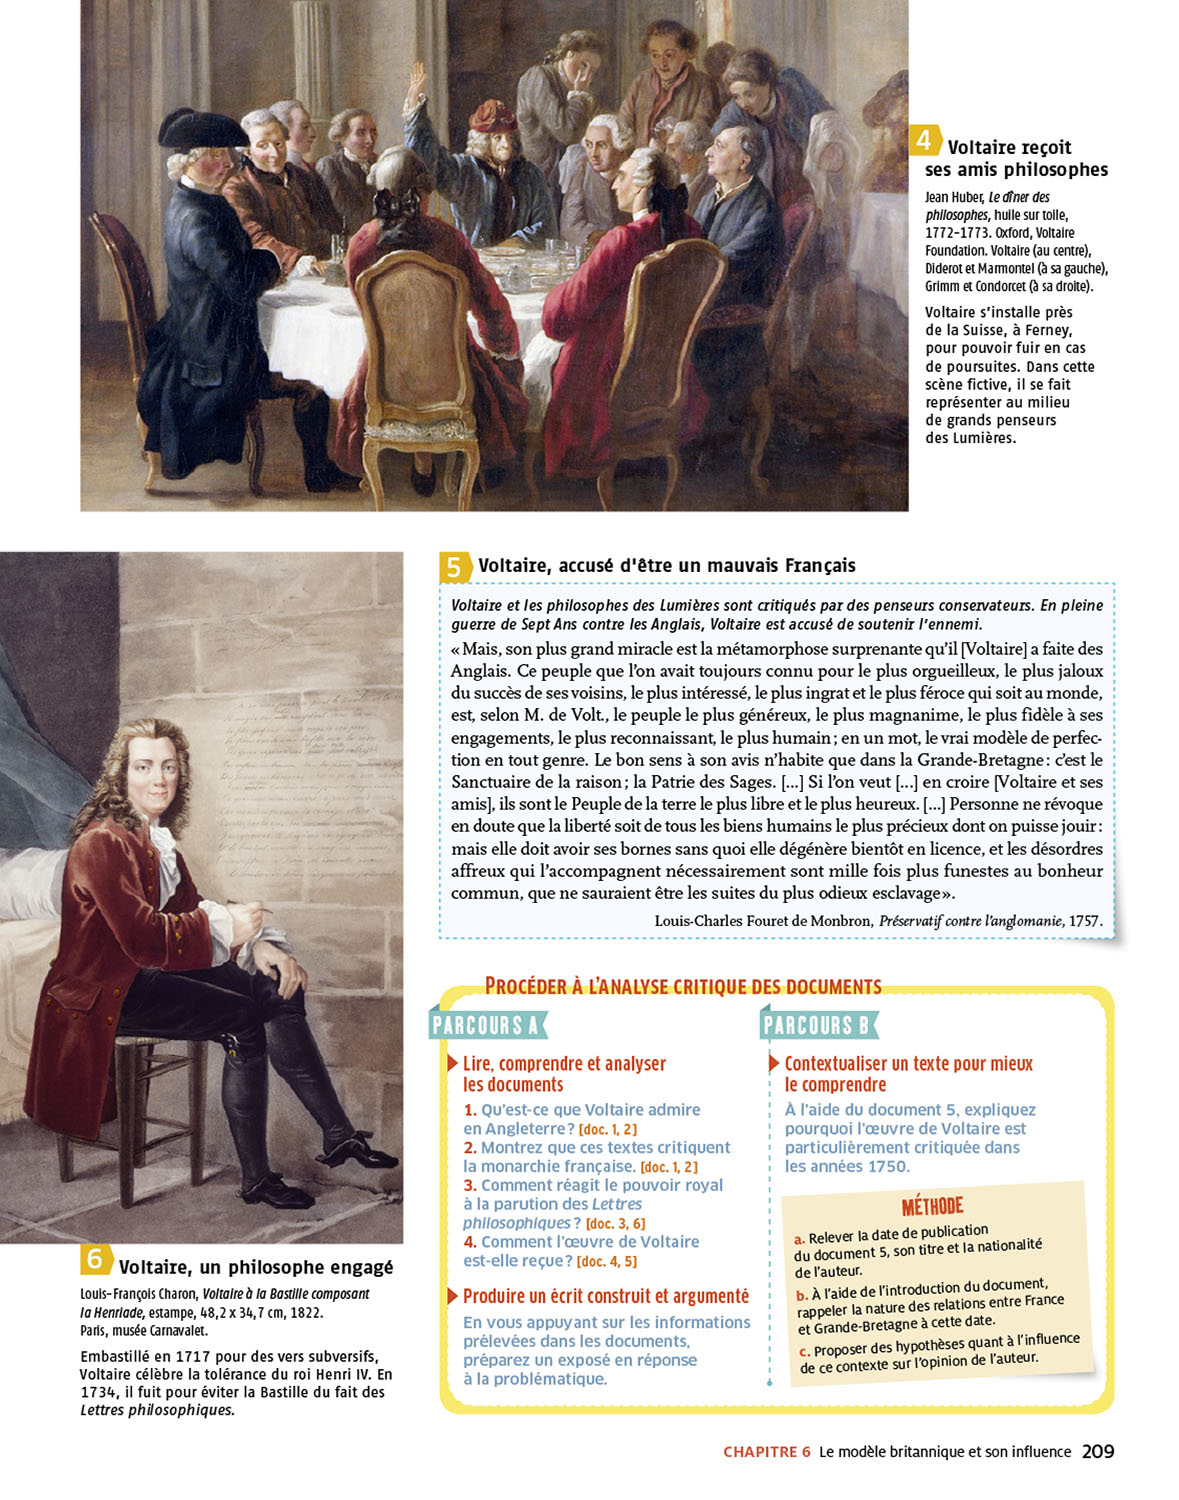 4 Voltaire reçoit
ses amis philosophes
Jean Huber, Le dîner des
philosophes, huile sur toile,
1772-1773. Oxford, Voltaire
Foundation. Voltaire (au centre),
Diderot et Marmontel (à sa gauche),
Grimm et Condorcet (à sa droite).
Voltaire s'installe près
de la Suisse, à Ferney,
pour pouvoir fuir en cas
de poursuites. Dans cette
scène fictive, il se fait
représenter au milieu
de grands penseurs
des Lumières.
5 Voltaire, accusé d'être un mauvais Français
Voltaire et les philosophes des Lumières sont critiqués par des penseurs conservateurs. En pleine
guerre de Sept Ans contre les Anglais, Voltaire est accusé de soutenir l'ennemi.
« Mais, son plus grand miracle est la métamorphose surprenante qu'il [Voltaire] a faite des
Anglais. Ce peuple que l'on avait toujours connu pour le plus orgueilleux, le plus jaloux
du succès de ses voisins, le plus intéressé, le plus ingrat et le plus féroce qui soit au monde,
est, selon M. de Volt., le peuple le plus généreux, le plus magnanime, le plus fidèle à ses
engagements, le plus reconnaissant, le plus humain ; en un mot, le vrai modèle de perfec-
tion en tout genre. Le bon sens à son avis n'habite que dans la Grande-Bretagne : c'est le
Sanctuaire de la raison ; la Patrie des Sages. [...] Si l'on veut [...] en croire [Voltaire et ses
amis], ils sont le Peuple de la terre le plus libre et le plus heureux. [...] Personne ne révoque
en doute que la liberté soit de tous les biens humains le plus précieux dont on puisse jouir :
mais elle doit avoir ses bornes sans quoi elle dégénère bientôt en licence, et les désordres
affreux qui l'accompagnent nécessairement sont mille fois plus funestes au bonheur
commun, que ne sauraient être les suites du plus odieux esclavage ».
Louis-Charles Fouret de Monbron, Préservatif contre l'anglomanie, 1757.
6 Voltaire, un philosophe engagé
Louis-François Charon, Voltaire à la Bastille composant
la Henriade, estampe, 48,2 x 34,7 cm, 1822.
Paris, musée Carnavalet.
Embastillé en 1717 pour des vers subversifs,
Voltaire célèbre la tolérance du roi Henri IV. En
1734, il fuit pour éviter la Bastille du fait des
Lettres philosophiques.
PROCÉDER À L'ANALYSE CRITIQUE DES DOCUMENTS
PARCOURS A
Lire, comprendre et analyser
les documents
1. Qu'est-ce que Voltaire admire
en Angleterre ? [doc. 1, 2]
2. Montrez que ces textes critiquent
la monarchie française. [doc. 1, 2]
3. Comment réagit le pouvoir royal
à la parution des Lettres
philosophiques ? [doc. 3, 6]
4. Comment l'œuvre de Voltaire
est-elle reçue ? [doc. 4, 5]
Produire un écrit construit et argumenté
En vous appuyant sur les informations
prélevées dans les documents,
préparez un exposé en réponse
à la problématique.
PARCOURS B
Contextualiser un texte pour mieux
le comprendre
À l'aide du document 5, expliquez
pourquoi l'œuvre de Voltaire est
particulièrement critiquée dans
les années 1750.
MÉTHODE
a. Relever la date de publication
du document 5, son titre et la nationalité
de l'auteur.
b. À l'aide de l'introduction du document,
rappeler la nature des relations entre France
et Grande-Bretagne à cette date.
c. Proposer des hypothèses quant à l'influence
de ce contexte sur l'opinion de l'auteur.
CHAPITRE 6 Le modèle britannique et son influence 209